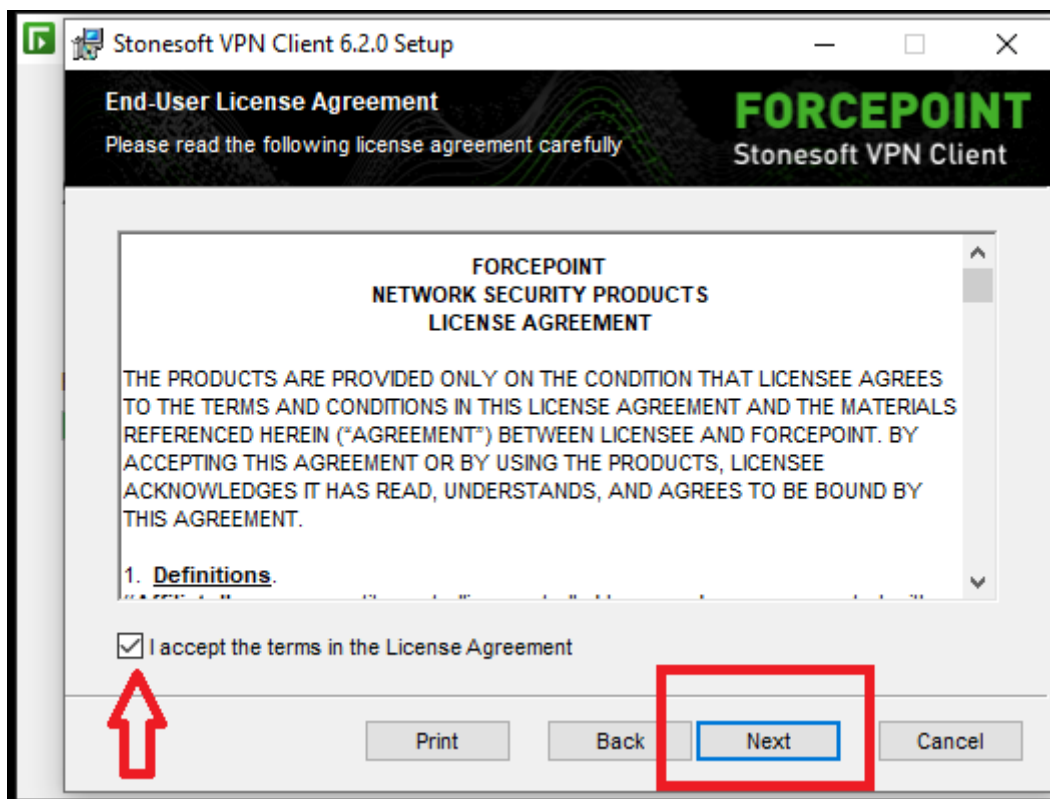 Stonesoft VPN Client 6.2.0 Setup
End-User License Agreement
Please read the following license agreement carefully
FORCEPOINT
Stonesoft VPN Client
FORCEPOINT
NETWORK SECURITY PRODUCTS
LICENSE AGREEMENT
THE PRODUCTS ARE PROVIDED ONLY ON THE CONDITION THAT LICENSEE AGREES
TO THE TERMS AND CONDITIONS IN THIS LICENSE AGREEMENT AND THE MATERIALS
REFERENCED HEREIN (“AGREEMENT”) BETWEEN LICENSEE AND FORCEPOINT. BY
ACCEPTING THIS AGREEMENT OR BY USING THE PRODUCTS, LICENSEE
ACKNOWLEDGES IT HAS READ, UNDERSTANDS, AND AGREES TO BE BOUND BY
THIS AGREEMENT.
1. Definitions.
I accept the terms in the License Agreement
Print Back Next Cancel